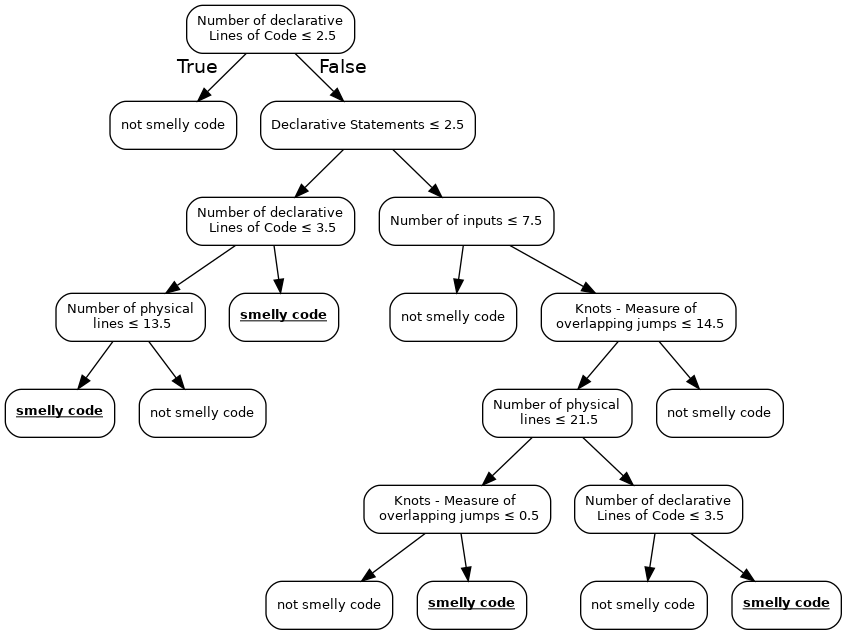 Number of declarative
Lines of Code ≤ 2.5
True
False
not smelly code
Declarative Statements ≤ 2.5
Number of declarative
Lines of Code ≤ 3.5
Number of inputs ≤ 7.5
Number of physical
lines ≤ 13.5
smelly code
not smelly code
Knots - Measure of
overlapping jumps ≤ 14.5
smelly code
not smelly code
Number of physical
lines ≤ 21.5
not smelly code
Knots - Measure of
overlapping jumps ≤ 0.5
Number of declarative
Lines of Code ≤ 3.5
not smelly code
smelly code
not smelly code
smelly code